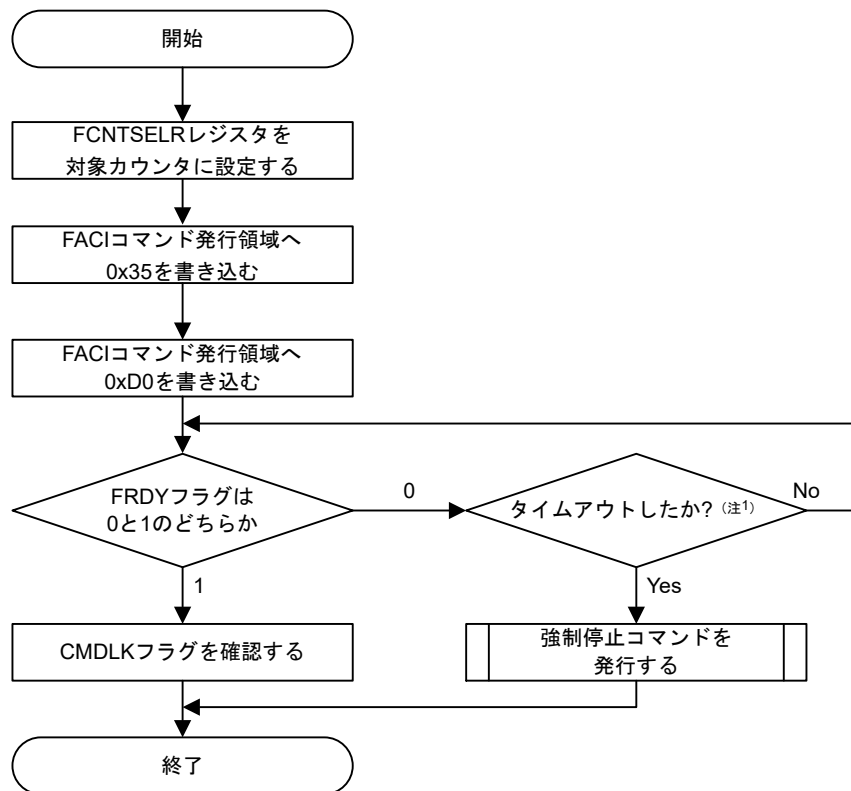 開始
FCNTSELRレジスタを
対象カウンタに設定する
FACIコマンド発行領域へ
0x35を書き込む
FACIコマンド発行領域へ
0xD0を書き込む
FRDYフラグは
0と1のどちらか
0
タイムアウトしたか? (注1)
No
1
Yes
CMDLKフラグを確認する
強制停止コマンドを
発行する
終了